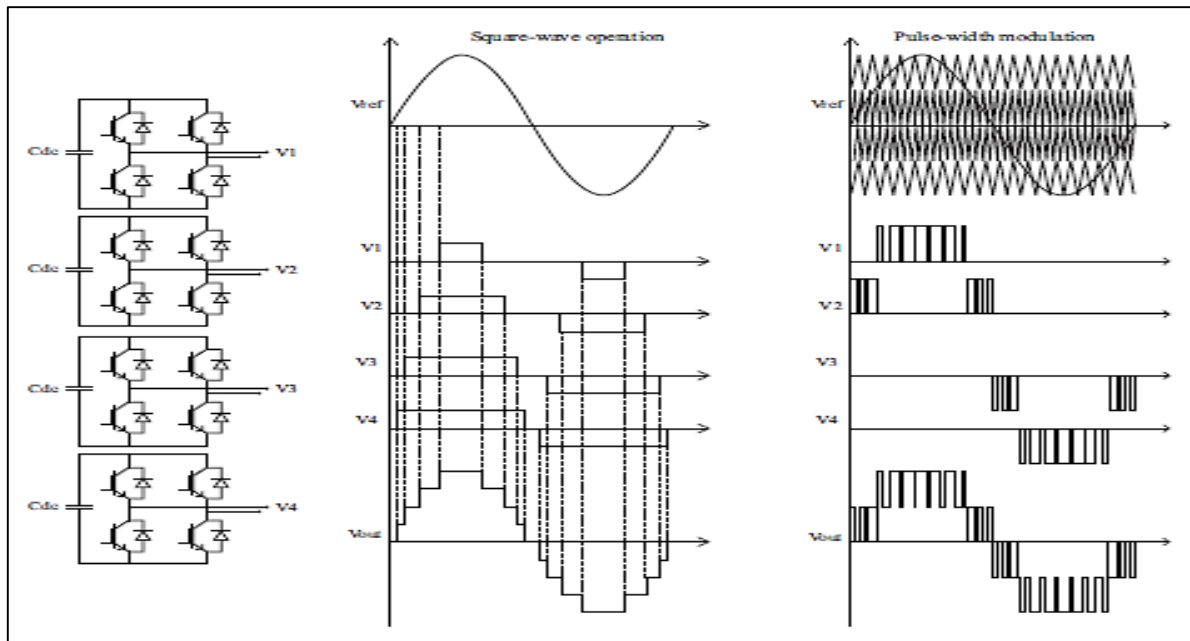 Cdc
V1
Cdc
V2
Cdc
V3
Cdc
V4
Square-wave operation
Vref
V1
V2
V3
V4
Vout
Pulse-width modulation
Vref
V1
V2
V3
V4
Vout